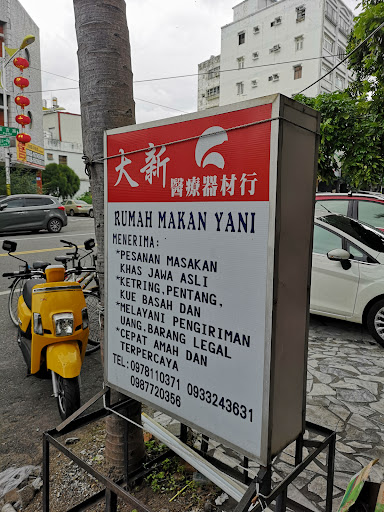 大新
醫療器材行
RUMAH MAKAN YANI
MENERIMA:
*PESANAN MASAKAN
KHAS JAWA ASLI
*KETRING.PENTANG,
KUE BASAH DAN
*MELAYANI PENGIRIMAN
UANG.BARANG LEGAL
*CEPAT AMAH DAN
TERPERCAYA
TEL:0978110371 0933243631
0987720356